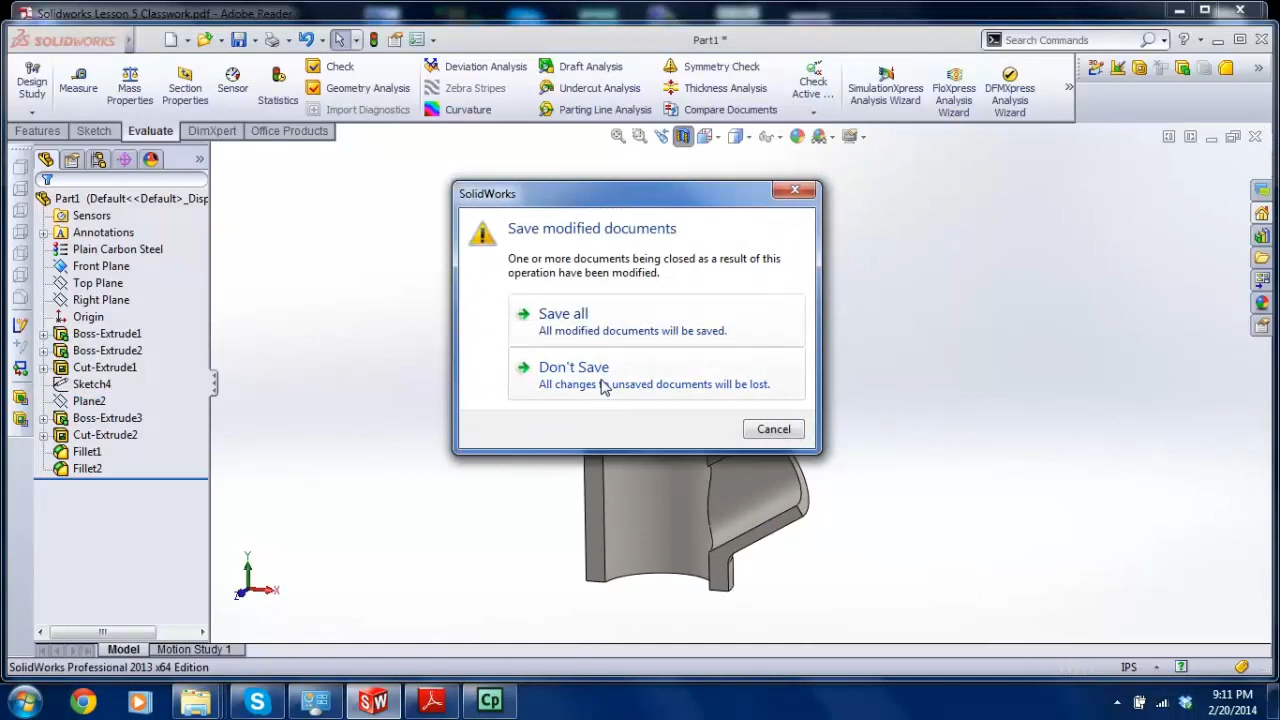 Solidworks Lesson 5 Classwork.pdf - Adobe Reader
SOLIDWORKS
Part1 *
Search Commands
Design Study
Measure
Mass Properties
Section Properties
Sensor
Statistics
Check
Geometry Analysis
Import Diagnostics
Deviation Analysis
Zebra Stripes
Curvature
Draft Analysis
Undercut Analysis
Parting Line Analysis
Symmetry Check
Thickness Analysis
Compare Documents
Check Active ...
SimulationXpress Analysis Wizard
FloXpress Analysis Wizard
DFMXpress Analysis Wizard
Features
Sketch
Evaluate
DimXpert
Office Products
Part1 (Default<<Default>_Disp
Sensors
Annotations
Plain Carbon Steel
Front Plane
Top Plane
Right Plane
Origin
Boss-Extrude1
Boss-Extrude2
Cut-Extrude1
Sketch4
Plane2
Boss-Extrude3
Cut-Extrude2
Fillet1
Fillet2
SolidWorks
Save modified documents
One or more documents being closed as a result of this
operation have been modified.
Save all
All modified documents will be saved.
Don't Save
All changes to unsaved documents will be lost.
Cancel
Y
X
Z
Model
Motion Study 1
SolidWorks Professional 2013 x64 Edition
IPS
9:11 PM
2/20/2014